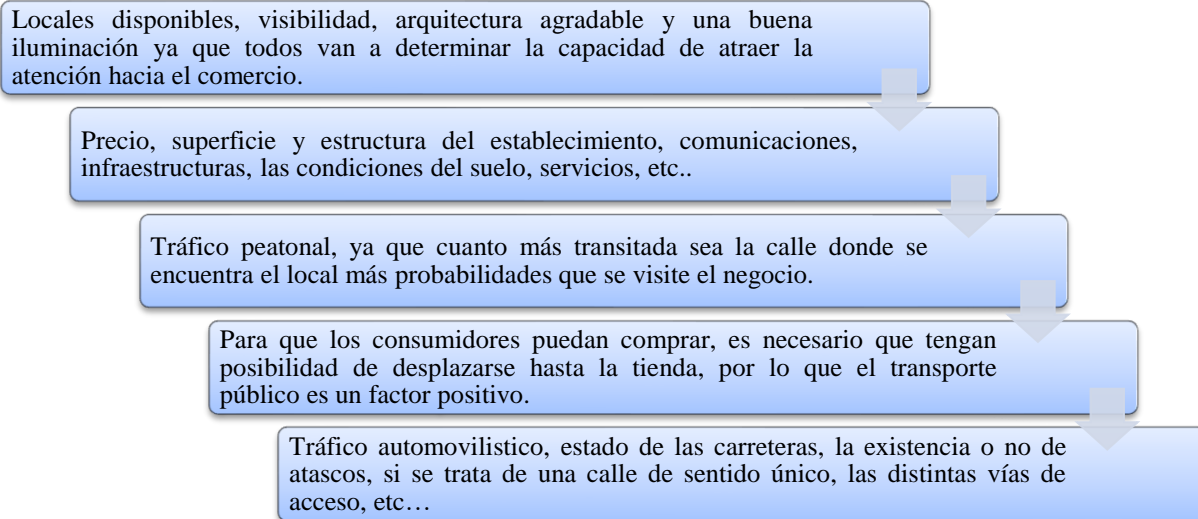 Locales disponibles, visibilidad, arquitectura agradable y una buena
iluminación ya que todos van a determinar la capacidad de atraer la
atención hacia el comercio.
Precio, superficie y estructura del establecimiento, comunicaciones,
infraestructuras, las condiciones del suelo, servicios, etc..
Tráfico peatonal, ya que cuanto más transitada sea la calle donde se
encuentra el local más probabilidades que se visite el negocio.
Para que los consumidores puedan comprar, es necesario que tengan
posibilidad de desplazarse hasta la tienda, por lo que el transporte
público es un factor positivo.
Tráfico automovilistico, estado de las carreteras, la existencia o no de
atascos, si se trata de una calle de sentido único, las distintas vías de
acceso, etc…